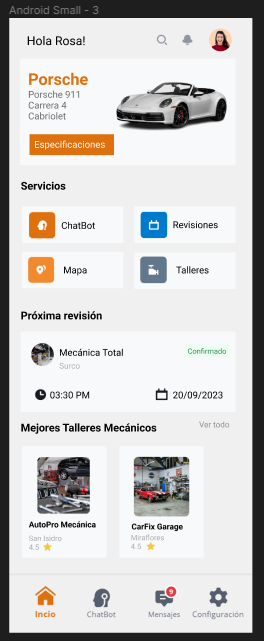 Android Small - 3
Hola Rosa!
Porsche
Porsche 911
Carrera 4
Cabriolet
Especificaciones
Servicios
ChatBot
Revisiones
Mapa
Talleres
Próxima revisión
Mecánica Total
Confirmado
Surco
03:30 PM
20/09/2023
Mejores Talleres Mecánicos
Ver todo
AutoPro Mecánica
CarFix Garage
San Isidro
Miraflores
4.5
4.5
9
Incio
ChatBot
Mensajes
Configuración